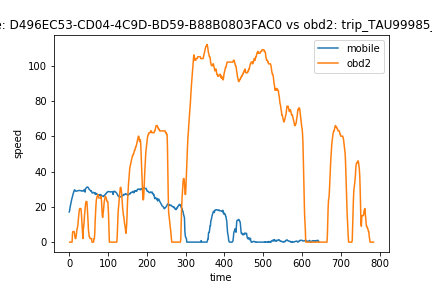 e: D496EC53-CD04-4C9D-BD59-B88B0803FAC0 vs obd2: trip_TAU99985_
mobile
obd2
speed
100
80
60
40
20
0
0 100 200 300 400 500 600 700 800
time